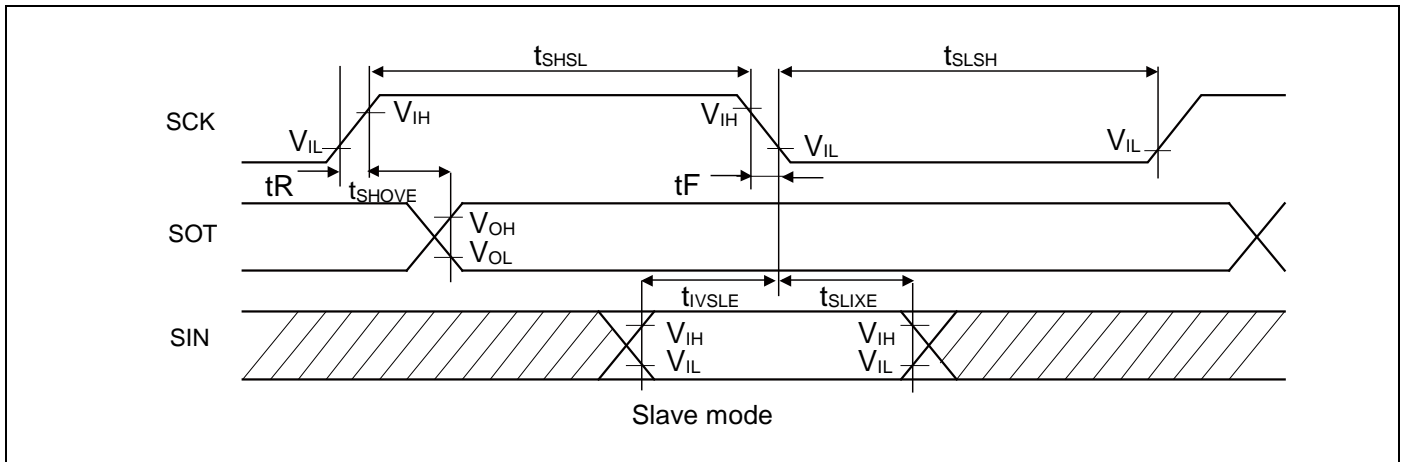 tSHSL tSLSH
SCK VIH VIH
VIL VIL VIL
tR tSHOVE tF
SOT VOH
VOL
tIVSLE tSLIXE
SIN VIH VIH
VIL VIL
Slave mode